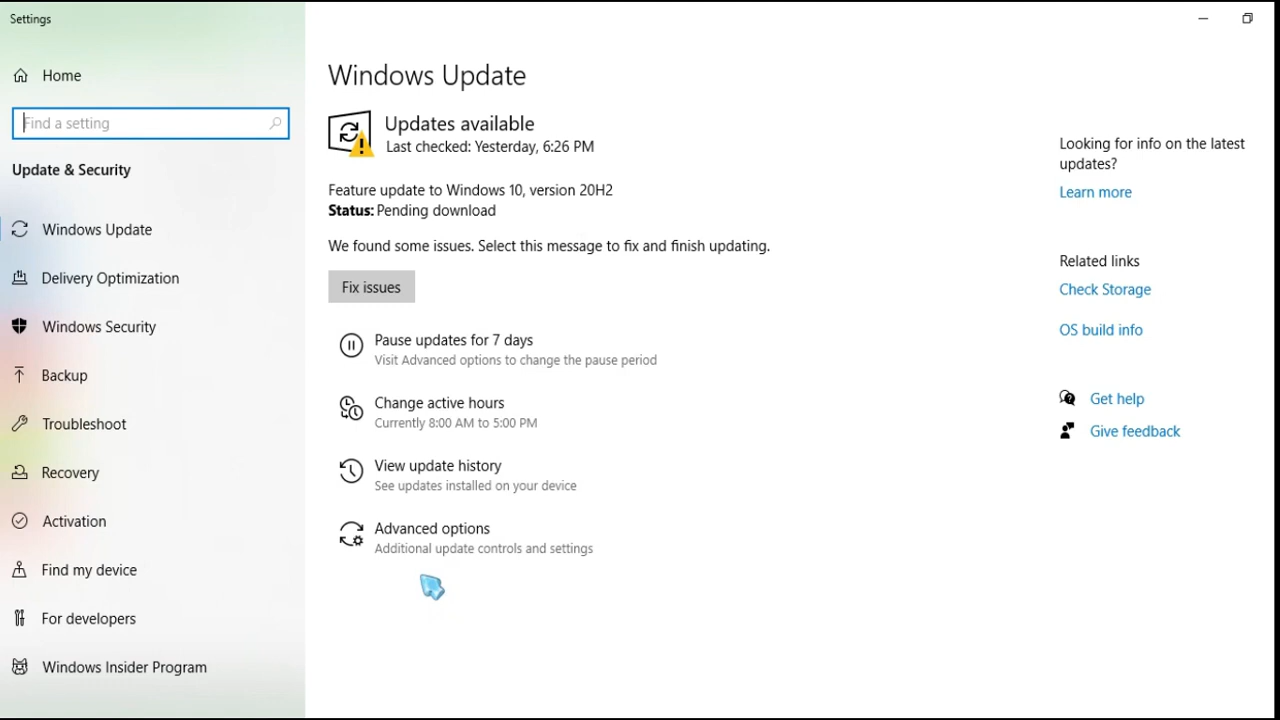 Settings
Home
Find a setting
Update & Security
Windows Update
Delivery Optimization
Windows Security
Backup
Troubleshoot
Recovery
Activation
Find my device
For developers
Windows Insider Program
Windows Update
Updates available
Last checked: Yesterday, 6:26 PM
Feature update to Windows 10, version 20H2
Status: Pending download
We found some issues. Select this message to fix and finish updating.
Fix issues
Pause updates for 7 days
Visit Advanced options to change the pause period
Change active hours
Currently 8:00 AM to 5:00 PM
View update history
See updates installed on your device
Advanced options
Additional update controls and settings
Looking for info on the latest
updates?
Learn more
Related links
Check Storage
OS build info
Get help
Give feedback